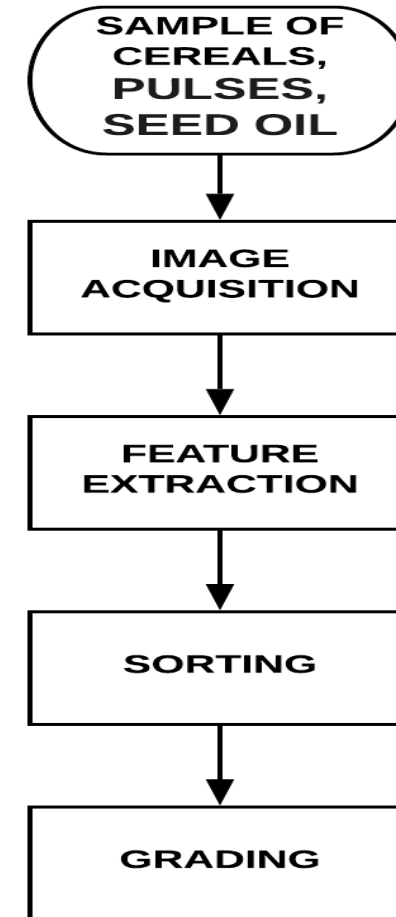 SAMPLE OF
CEREALS,
PULSES,
SEED OIL
IMAGE
ACQUISITION
FEATURE
EXTRACTION
SORTING
GRADING